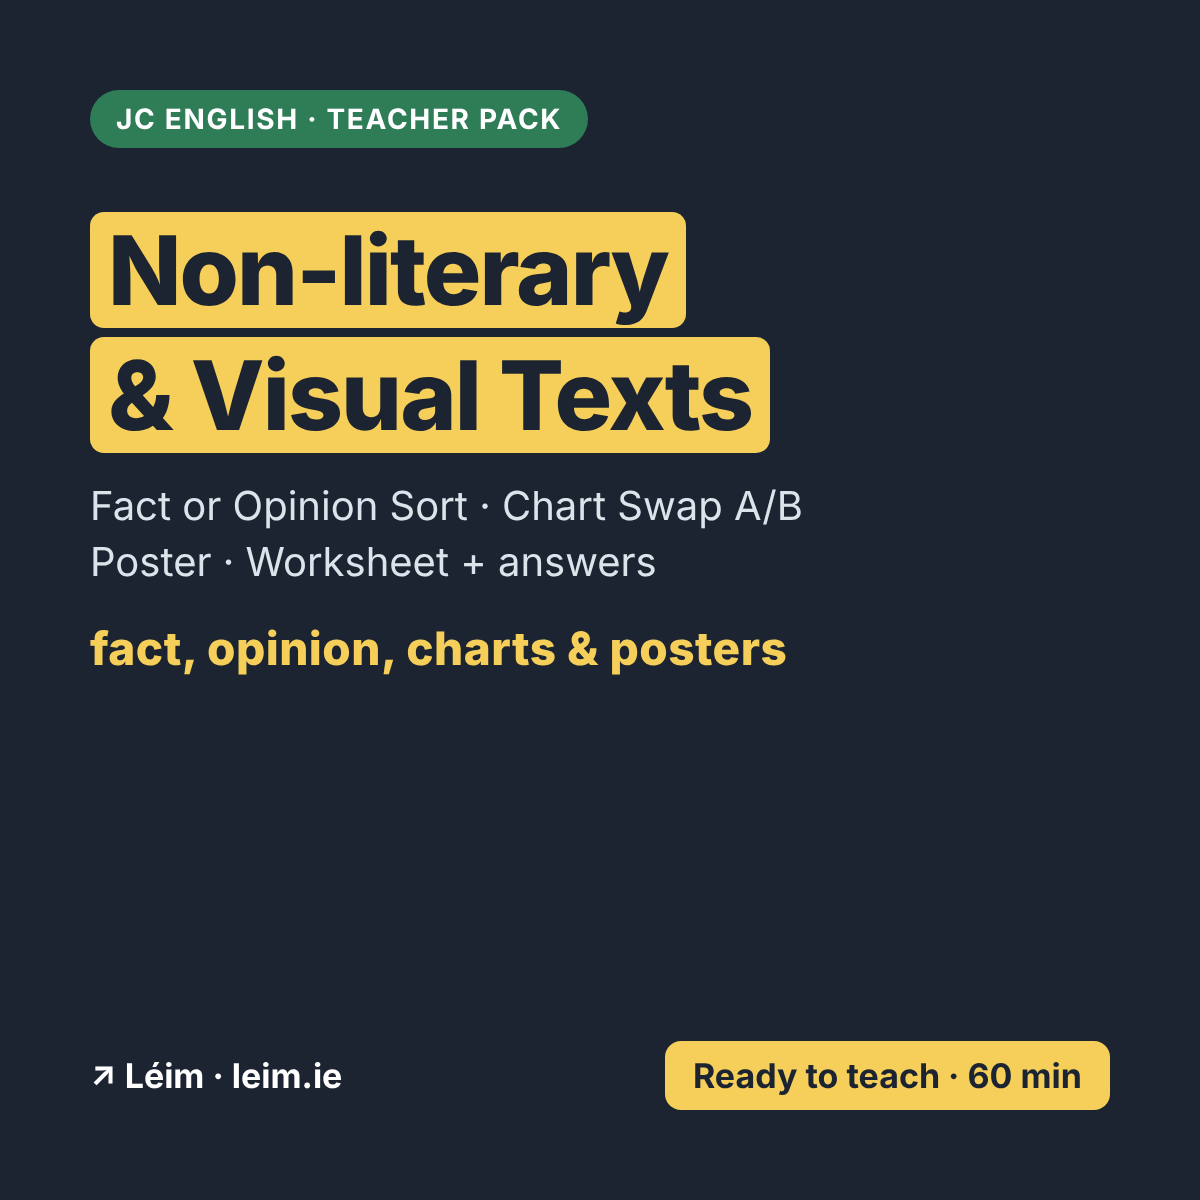 JC ENGLISH · TEACHER PACK
Non-literary
& Visual Texts
Fact or Opinion Sort · Chart Swap A/B
Poster · Worksheet + answers
fact, opinion, charts & posters
↗ Léim · leim.ie
Ready to teach · 60 min